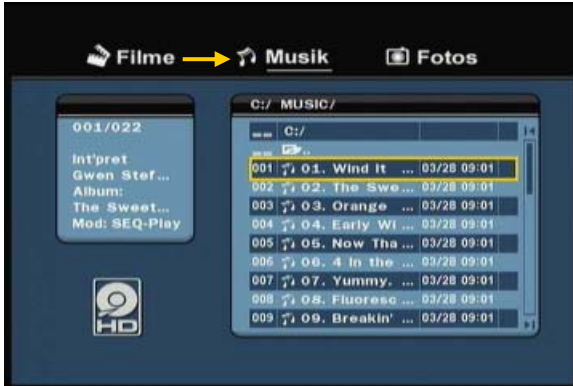 Filme Musik Fotos
001/022
Int'pret
Gwen Stef...
Album:
The Sweet...
Mod: SEQ-Play
HD
C:/ MUSIC/
__ C:/
__ ..
001 01. Wind It ... 03/28 09:01
002 02. The Swe... 03/28 09:01
003 03. Orange ... 03/28 09:01
004 04. Early Wi ... 03/28 09:01
005 05. Now Tha ... 03/28 09:01
006 06. 4 In the ... 03/28 09:01
007 07. Yummy. ... 03/28 09:01
008 08. Fluoresc ... 03/28 09:01
009 09. Breakin' ... 03/28 09:01